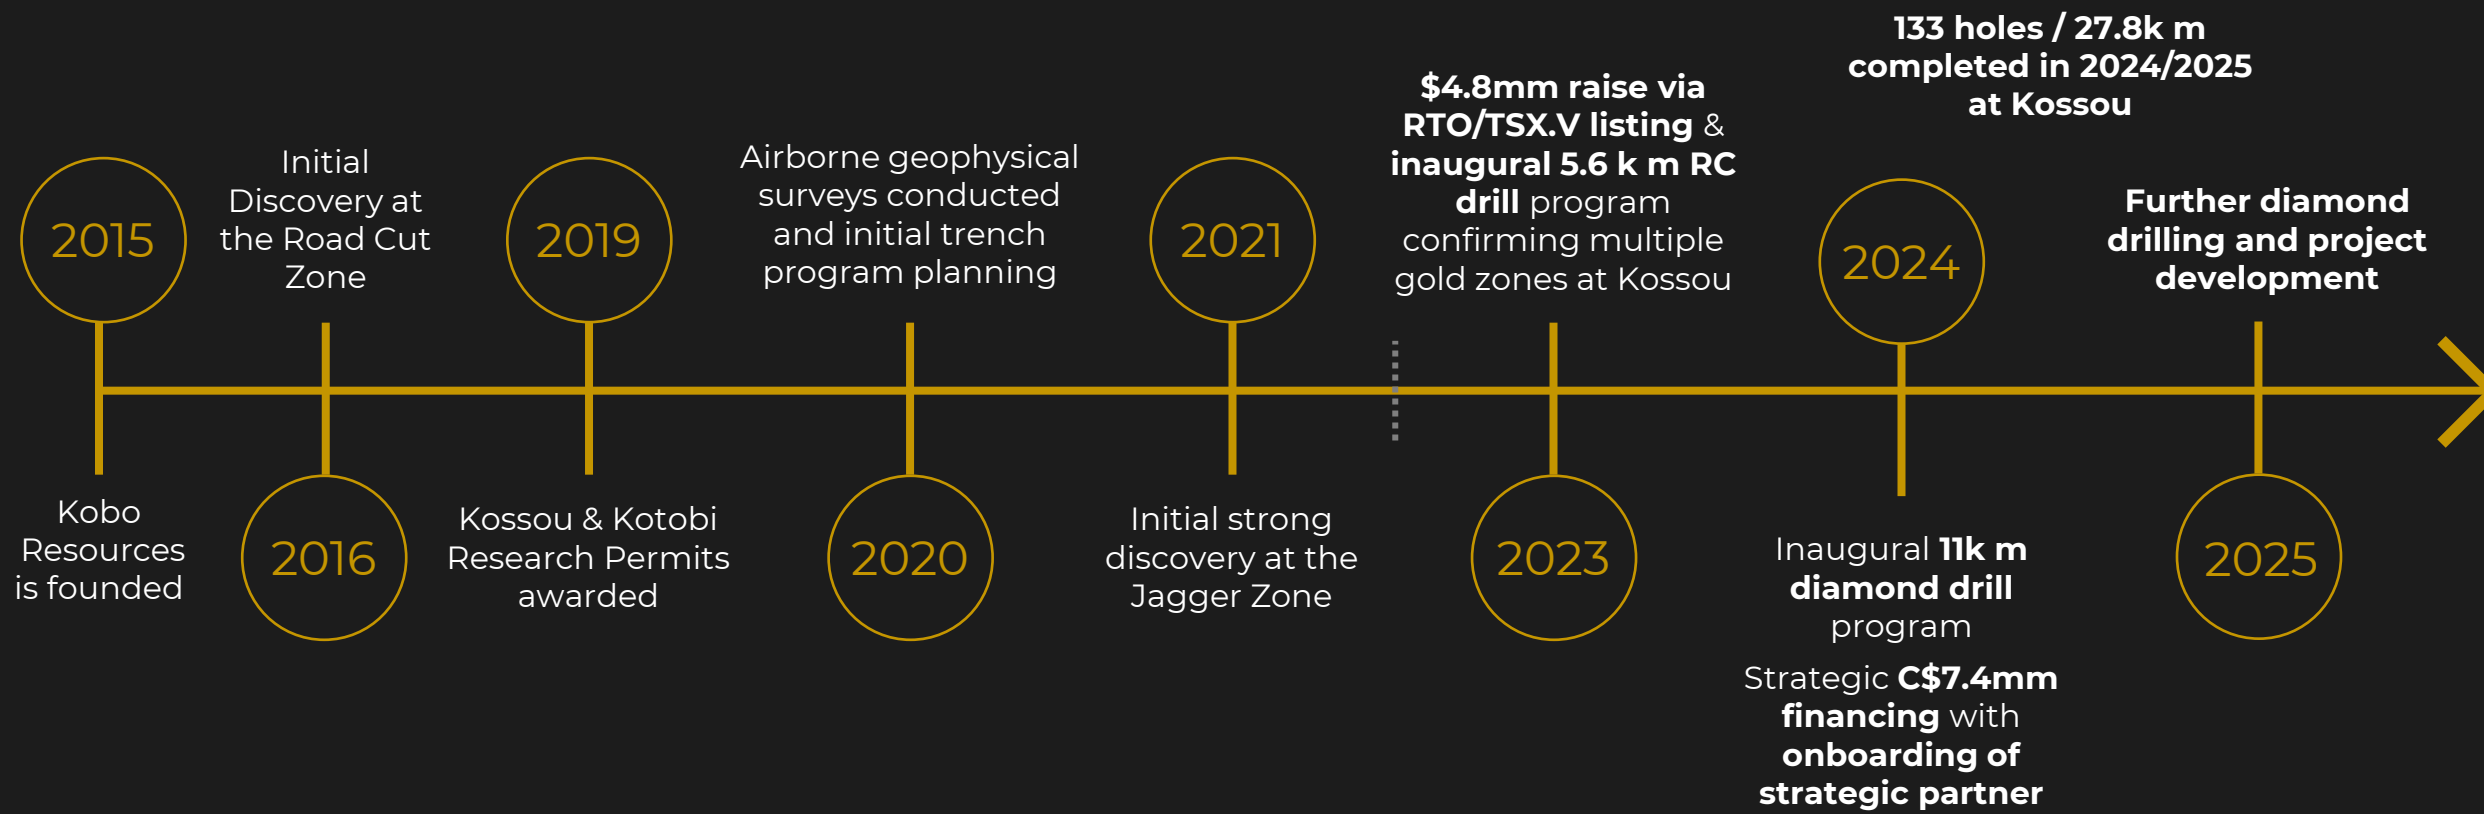 2015
Kobo
Resources
is founded
Initial
Discovery at
the Road Cut
Zone
2016
2019
Kossou & Kotobi
Research Permits
awarded
Airborne geophysical
surveys conducted
and initial trench
program planning
2020
2021
Initial strong
discovery at the
Jagger Zone
$4.8mm raise via
RTO/TSX.V listing &
inaugural 5.6 k m RC
drill program
confirming multiple
gold zones at Kossou
2023
133 holes / 27.8k m
completed in 2024/2025
at Kossou
2024
Inaugural 11k m
diamond drill
program
Strategic C$7.4mm
financing with
onboarding of
strategic partner
Further diamond
drilling and project
development
2025